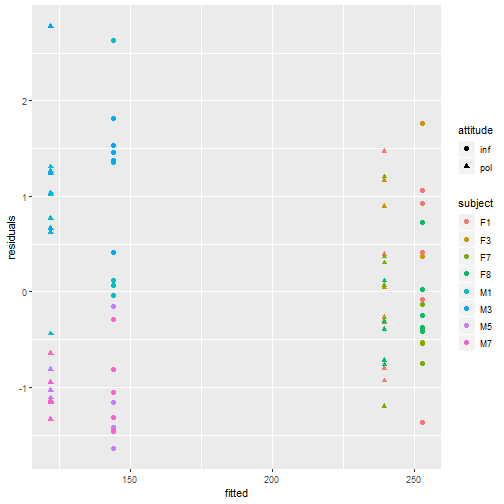 2
1
0
-1
150
200
250
fitted
residuals
attitude
inf
pol
subject
F1
F3
F7
F8
M1
M3
M5
M7